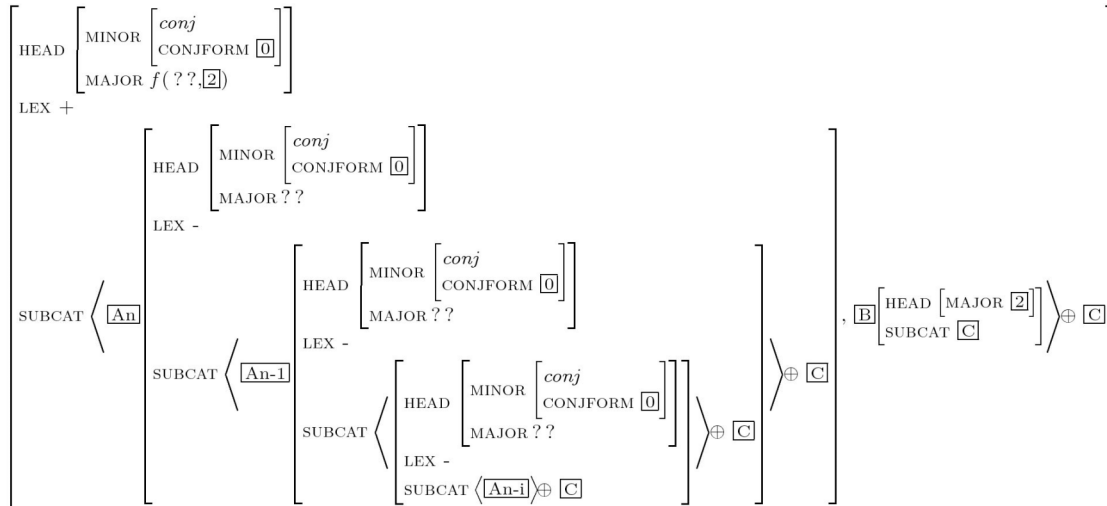 HEAD MINOR conj
CONJFORM 0
MAJOR f( ??, 2 )
LEX +
HEAD MINOR conj
CONJFORM 0
MAJOR ??
LEX -
HEAD MINOR conj
CONJFORM 0
MAJOR ??
LEX -
SUBCAT ⟨ An SUBCAT ⟨ An-1 SUBCAT ⟨ HEAD MINOR conj
CONJFORM 0
MAJOR ??
LEX -
SUBCAT ⟨ An-i ⟩ ⊕ C
⟩ ⊕ C
⟩ ⊕ C
, B HEAD [ MAJOR 2 ]
SUBCAT C
⟩ ⊕ C